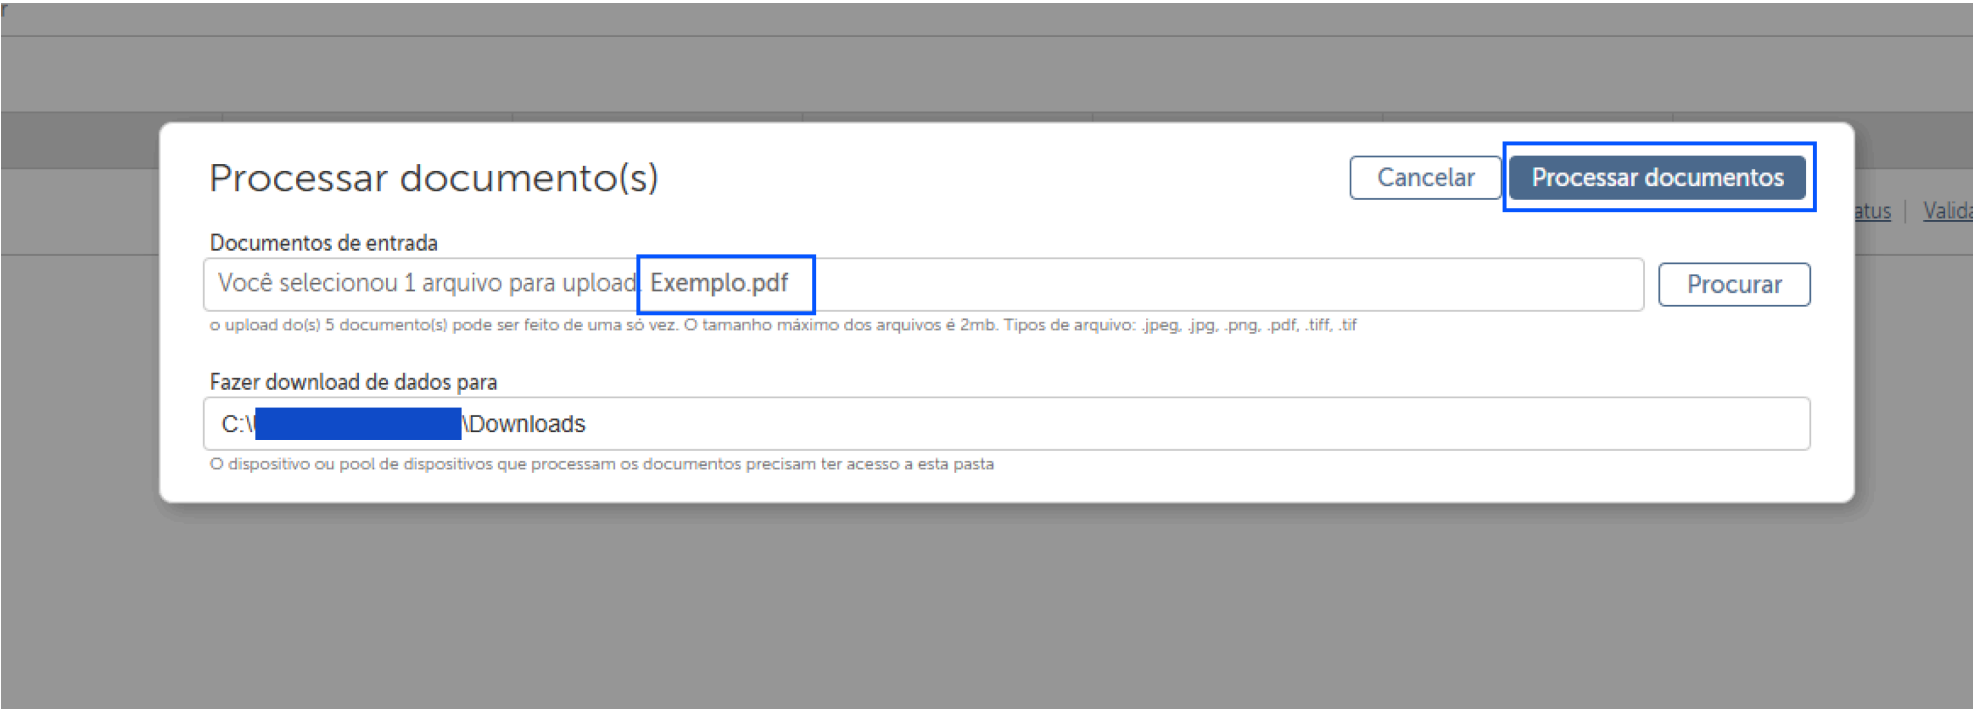 Processar documento(s)
Cancelar
Processar documentos
Documentos de entrada
Você selecionou 1 arquivo para upload. Exemplo.pdf
Procurar
o upload do(s) 5 documento(s) pode ser feito de uma só vez. O tamanho máximo dos arquivos é 2mb. Tipos de arquivo: .jpeg, .jpg, .png, .pdf, .tiff, .tif
Fazer download de dados para
C:\ \Downloads
O dispositivo ou pool de dispositivos que processam os documentos precisam ter acesso a esta pasta